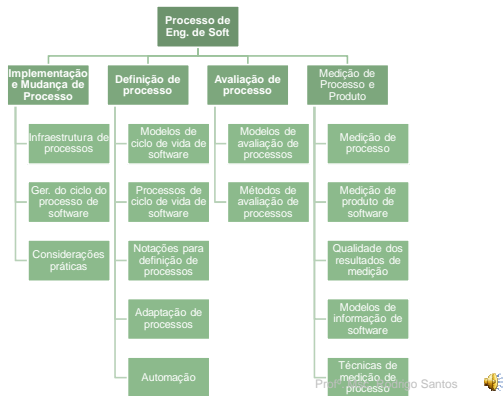 Processo de
Eng. de Soft
Implementação
e Mudança de
Processo
Infraestrutura de
processos
Ger. do ciclo do
processo de
software
Considerações
práticas
Definição de
processo
Modelos de
ciclo de vida de
software
Processos de
ciclo de vida de
software
Notações para
definição de
processos
Adaptação de
processos
Automação
Avaliação de
processo
Modelos de
avaliação de
processos
Métodos de
avaliação de
processos
Medição de
Processo e
Produto
Medição de
processo
Medição de
produto de
software
Qualidade dos
resultados de
medição
Modelos de
informação de
software
Técnicas de
medição de
processo
Santos